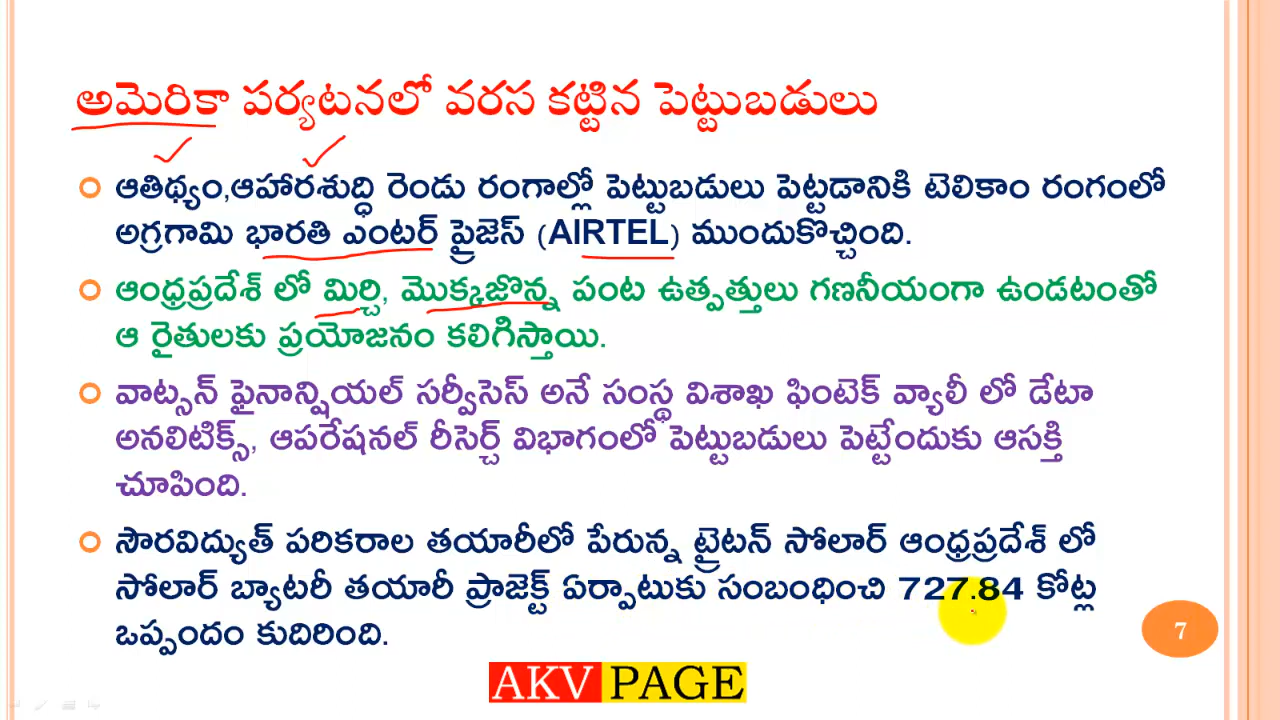 అమెరికా పర్యటనలో వరస కట్టిన పెట్టుబడులు
ఆతిథ్యం,ఆహారశుద్ధి రెండు రంగాల్లో పెట్టుబడులు పెట్టడానికి టెలికాం రంగంలో
అగ్రగామి భారతి ఎంటర్ ప్రైజెస్ (AIRTEL) ముందుకొచ్చింది.
ఆంధ్రప్రదేశ్ లో మిర్చి, మొక్కజొన్న పంట ఉత్పత్తులు గణనీయంగా ఉండటంతో
ఆ రైతులకు ప్రయోజనం కలిగిస్తాయి.
వాట్సన్ ఫైనాన్షియల్ సర్వీసెస్ అనే సంస్థ విశాఖ ఫింటెక్ వ్యాలీ లో డేటా
అనలిటిక్స్, ఆపరేషనల్ రీసెర్చ్ విభాగంలో పెట్టుబడులు పెట్టేందుకు ఆసక్తి
చూపింది.
సౌరవిద్యుత్ పరికరాల తయారీలో పేరున్న ట్రైటన్ సోలార్ ఆంధ్రప్రదేశ్ లో
సోలార్ బ్యాటరీ తయారీ ప్రాజెక్ట్ ఏర్పాటుకు సంబంధించి 727.84 కోట్ల
ఒప్పందం కుదిరింది.
7
AKV PAGE